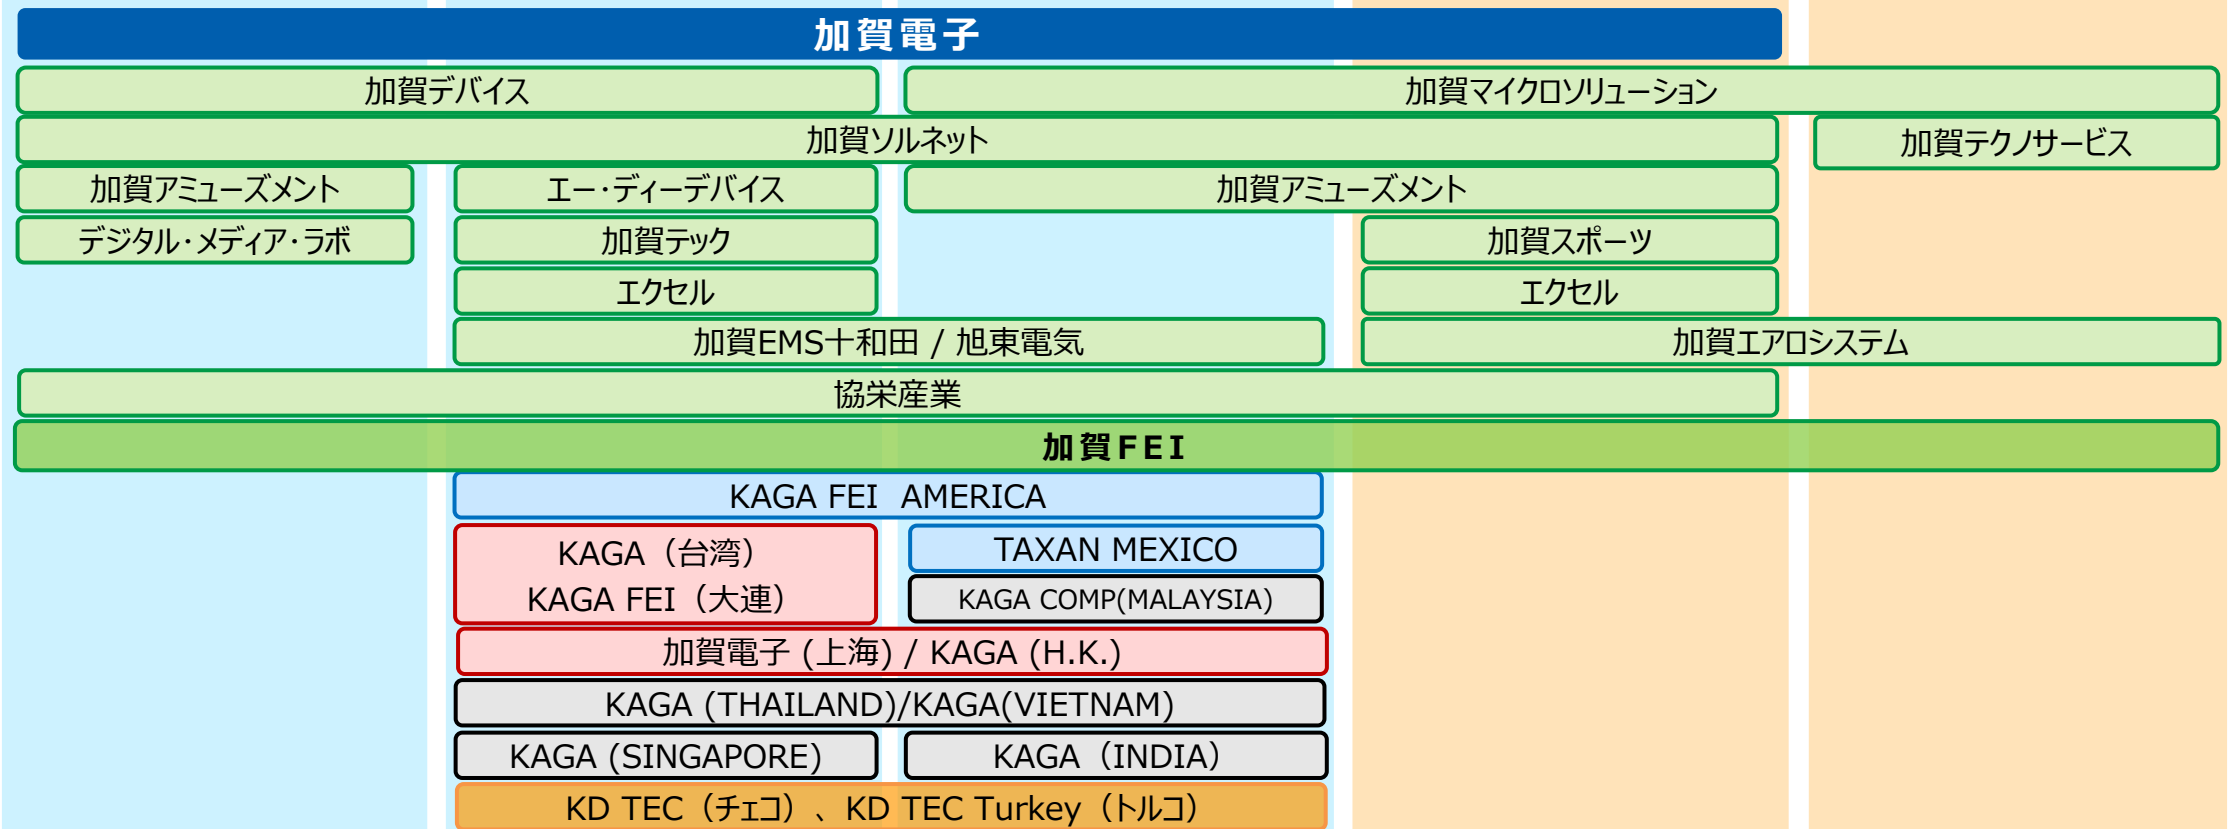 加賀電子
加賀デバイス
加賀マイクロソリューション
加賀ソルネット
加賀テクノサービス
加賀アミューズメント
エー・ディーデバイス
加賀アミューズメント
デジタル・メディア・ラボ
加賀テック
加賀スポーツ
エクセル
エクセル
加賀EMS十和田 / 旭東電気
加賀エアロシステム
協栄産業
加賀FEI
KAGA FEI AMERICA
KAGA（台湾）
KAGA FEI（大連）
TAXAN MEXICO
KAGA COMP(MALAYSIA)
加賀電子 (上海) / KAGA (H.K.)
KAGA (THAILAND)/KAGA(VIETNAM)
KAGA (SINGAPORE)
KAGA（INDIA）
KD TEC（チェコ）、KD TEC Turkey（トルコ）